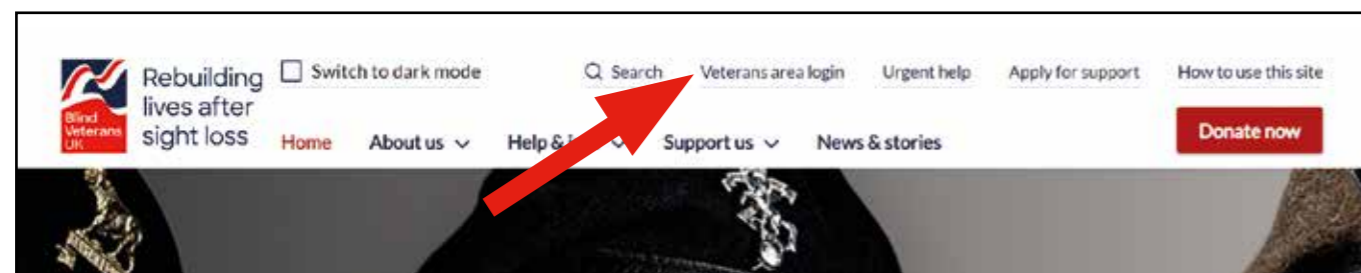 Blind
Veterans
UK
Rebuilding
lives after
sight loss
Switch to dark mode
Search
Veterans area login
Urgent help
Apply for support
How to use this site
Home
About us
Help &
Support us
News & stories
Donate now